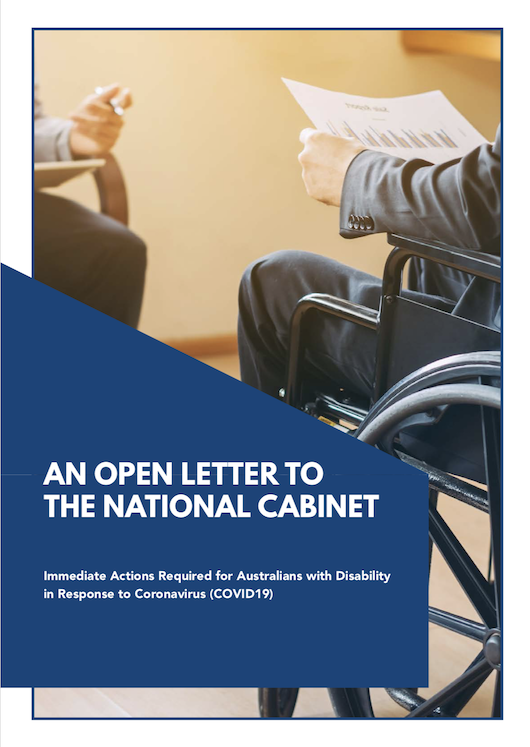 AN OPEN LETTER TO
THE NATIONAL CABINET
Immediate Actions Required for Australians with Disability
in Response to Coronavirus (COVID19)